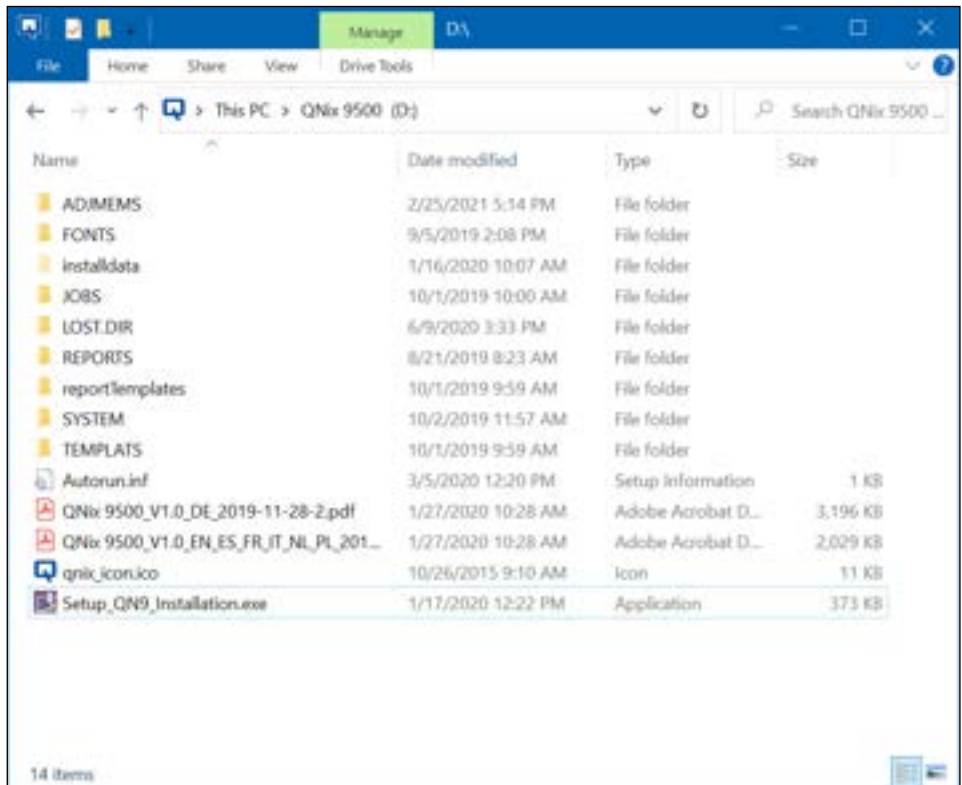 Manage D:\
File Home Share View Drive Tools
This PC > QNix 9500 (D:) Search QNix 9500 ...
Name Date modified Type Size
ADJMEMS 2/25/2021 5:14 PM File folder
FONTS 9/5/2019 2:08 PM File folder
installdata 1/16/2020 10:07 AM File folder
JOBS 10/1/2019 10:00 AM File folder
LOST.DIR 6/9/2020 3:33 PM File folder
REPORTS 8/21/2019 8:23 AM File folder
reportTemplates 10/1/2019 9:59 AM File folder
SYSTEM 10/2/2019 11:57 AM File folder
TEMPLATS 10/1/2019 9:59 AM File folder
Autorun.inf 3/5/2020 12:20 PM Setup Information 1 KB
QNix 9500_V1.0_DE_2019-11-28-2.pdf 1/27/2020 10:28 AM Adobe Acrobat D... 3,196 KB
QNix 9500_V1.0_EN_ES_FR_IT_NL_PL_201... 1/27/2020 10:28 AM Adobe Acrobat D... 2,029 KB
qnix_icon.ico 10/26/2015 9:10 AM Icon 11 KB
Setup_QN9_Installation.exe 1/17/2020 12:22 PM Application 373 KB
14 items